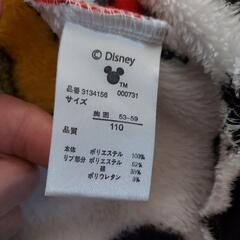 © Disney
TM
品番 3134156 000731
サイズ
胸囲 53-59
品質 110
本体 ポリエステル 100%
リブ部分 ポリエステル 62%
綿
ポリウレタン